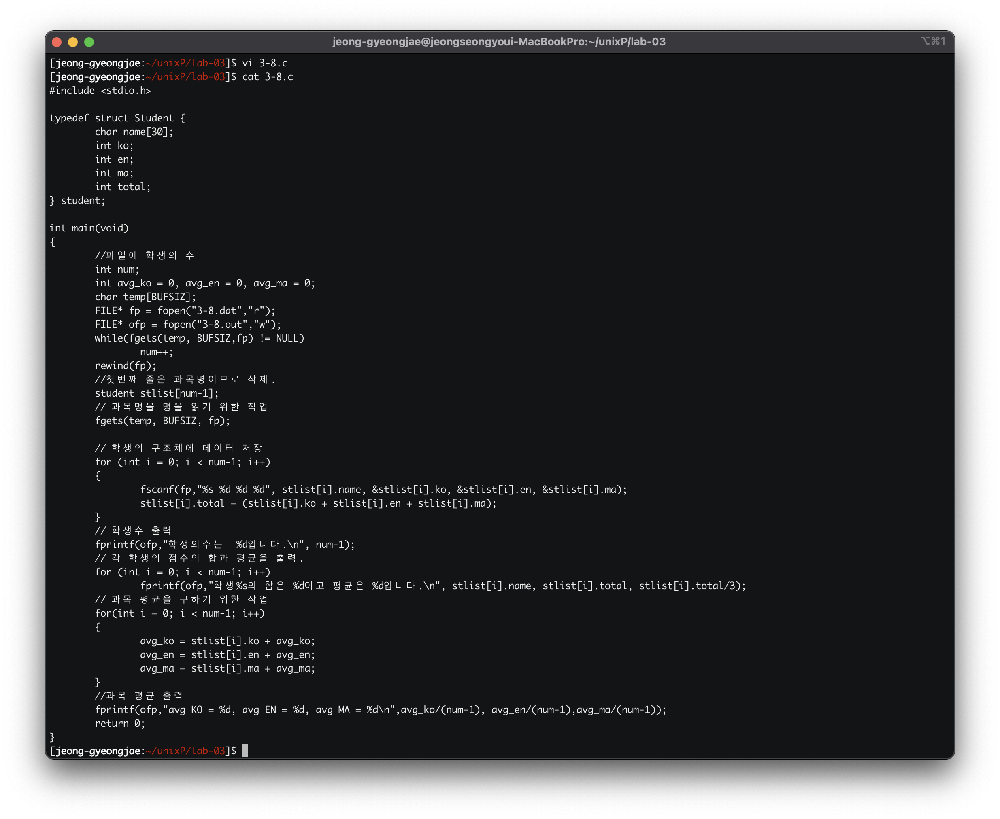 jeong-gyeongjae@jeongseongyoui-MacBookPro:~/unixP/lab-03
⌥⌘1
[jeong-gyeongjae:~/unixP/lab-03]$ vi 3-8.c
[jeong-gyeongjae:~/unixP/lab-03]$ cat 3-8.c
#include <stdio.h>
typedef struct Student {
        char name[30];
        int ko;
        int en;
        int ma;
        int total;
} student;
int main(void)
{
        //파일에 학생의 수
        int num;
        int avg_ko = 0, avg_en = 0, avg_ma = 0;
        char temp[BUFSIZ];
        FILE* fp = fopen("3-8.dat","r");
        FILE* ofp = fopen("3-8.out","w");
        while(fgets(temp, BUFSIZ,fp) != NULL)
                num++;
        rewind(fp);
        //첫번째 줄은 과목명이므로 삭제.
        student stlist[num-1];
        // 과목명을 명을 읽기 위한 작업
        fgets(temp, BUFSIZ, fp);
        // 학생의 구조체에 데이터 저장
        for (int i = 0; i < num-1; i++)
        {
                fscanf(fp,"%s %d %d %d", stlist[i].name, &stlist[i].ko, &stlist[i].en, &stlist[i].ma);
                stlist[i].total = (stlist[i].ko + stlist[i].en + stlist[i].ma);
        }
        // 학생수 출력
        fprintf(ofp,"학생의수는  %d입니다.\n", num-1);
        // 각 학생의 점수의 합과 평균을 출력.
        for (int i = 0; i < num-1; i++)
                fprintf(ofp,"학생%s의 합은 %d이고 평균은 %d입니다.\n", stlist[i].name, stlist[i].total, stlist[i].total/3);
        // 과목 평균을 구하기 위한 작업
        for(int i = 0; i < num-1; i++)
        {
                avg_ko = stlist[i].ko + avg_ko;
                avg_en = stlist[i].en + avg_en;
                avg_ma = stlist[i].ma + avg_ma;
        }
        //과목 평균 출력
        fprintf(ofp,"avg KO = %d, avg EN = %d, avg MA = %d\n",avg_ko/(num-1), avg_en/(num-1),avg_ma/(num-1));
        return 0;
}
[jeong-gyeongjae:~/unixP/lab-03]$